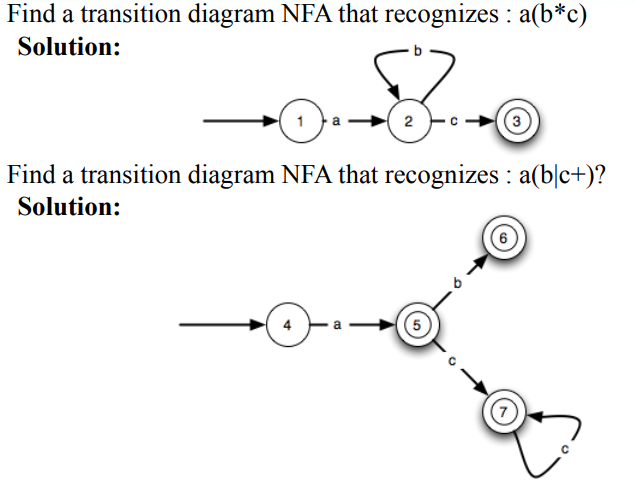 Find a transition diagram NFA that recognizes : a(b*c)
Solution:
b
1 a 2 c 3
Find a transition diagram NFA that recognizes : a(b|c+)?
Solution:
6
b
4 a 5
c
7
c